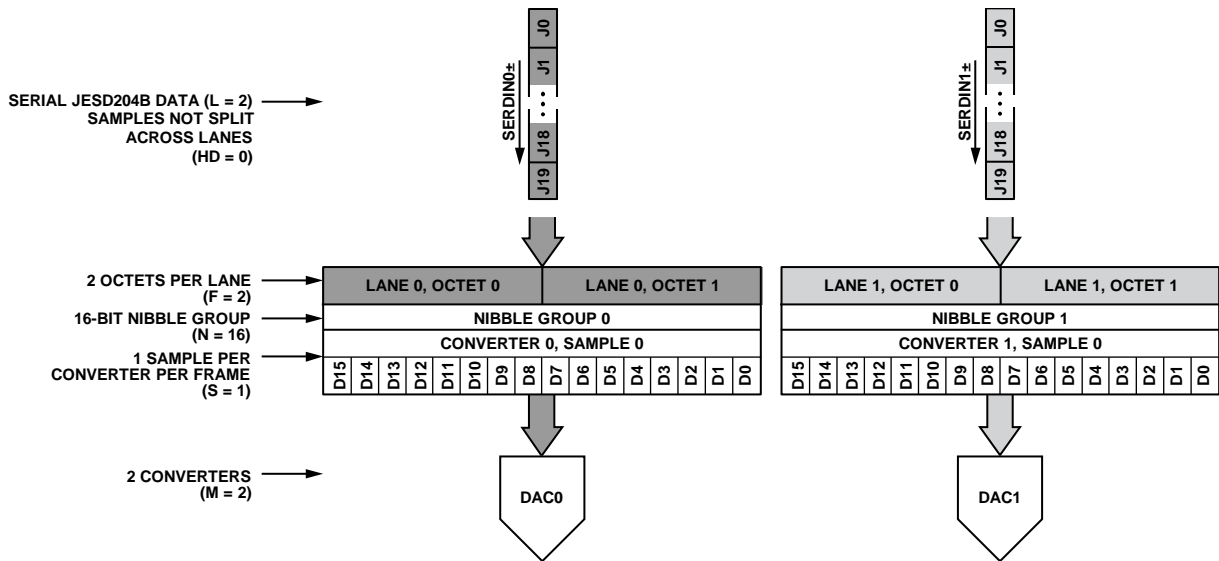 SERIAL JESD204B DATA (L = 2)
SAMPLES NOT SPLIT
ACROSS LANES
(HD = 0)
SERDIN0±
J0
J1
J18
J19
SERDIN1±
J0
J1
J18
J19
2 OCTETS PER LANE
(F = 2)
LANE 0, OCTET 0
LANE 0, OCTET 1
LANE 1, OCTET 0
LANE 1, OCTET 1
16-BIT NIBBLE GROUP
(N = 16)
NIBBLE GROUP 0
NIBBLE GROUP 1
CONVERTER 0, SAMPLE 0
CONVERTER 1, SAMPLE 0
1 SAMPLE PER
CONVERTER PER FRAME
(S = 1)
D15 D14 D13 D12 D11 D10 D9 D8 D7 D6 D5 D4 D3 D2 D1 D0
D15 D14 D13 D12 D11 D10 D9 D8 D7 D6 D5 D4 D3 D2 D1 D0
2 CONVERTERS
(M = 2)
DAC0
DAC1